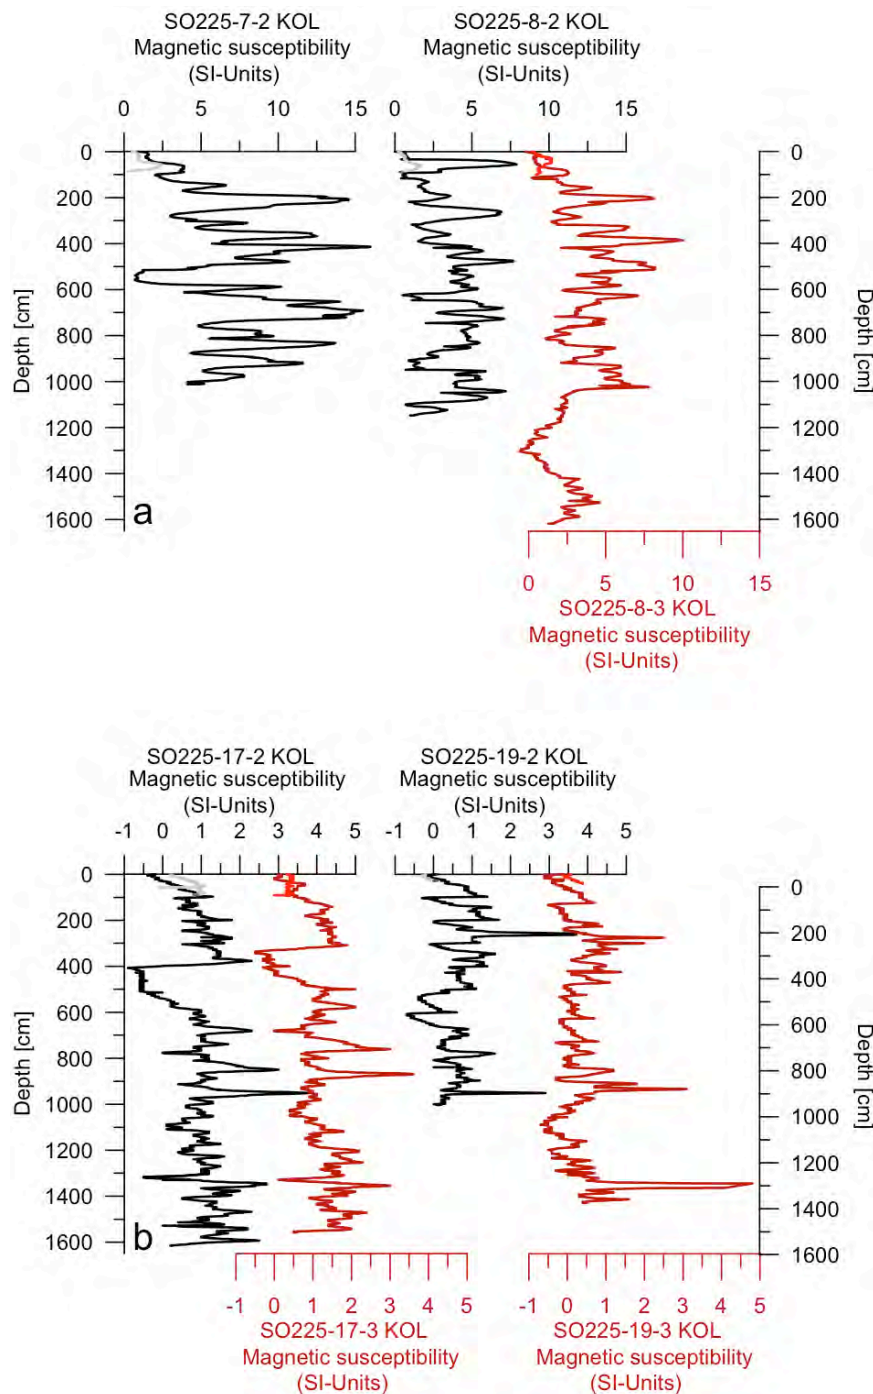 SO225-7-2 KOL
Magnetic susceptibility
(SI-Units)
SO225-8-2 KOL
Magnetic susceptibility
(SI-Units)
0 5 10 15
0 5 10 15
Depth [cm]
0
200
400
600
800
1000
1200
1400
1600
a
0
200
400
600
800
1000
1200
1400
1600
Depth [cm]
0 5 10 15
SO225-8-3 KOL
Magnetic susceptibility
(SI-Units)
SO225-17-2 KOL
Magnetic susceptibility
(SI-Units)
SO225-19-2 KOL
Magnetic susceptibility
(SI-Units)
-1 0 1 2 3 4 5
-1 0 1 2 3 4 5
Depth [cm]
0
200
400
600
800
1000
1200
1400
1600
b
0
200
400
600
800
1000
1200
1400
1600
Depth [cm]
-1 0 1 2 3 4 5
-1 0 1 2 3 4 5
SO225-17-3 KOL
Magnetic susceptibility
(SI-Units)
SO225-19-3 KOL
Magnetic susceptibility
(SI-Units)